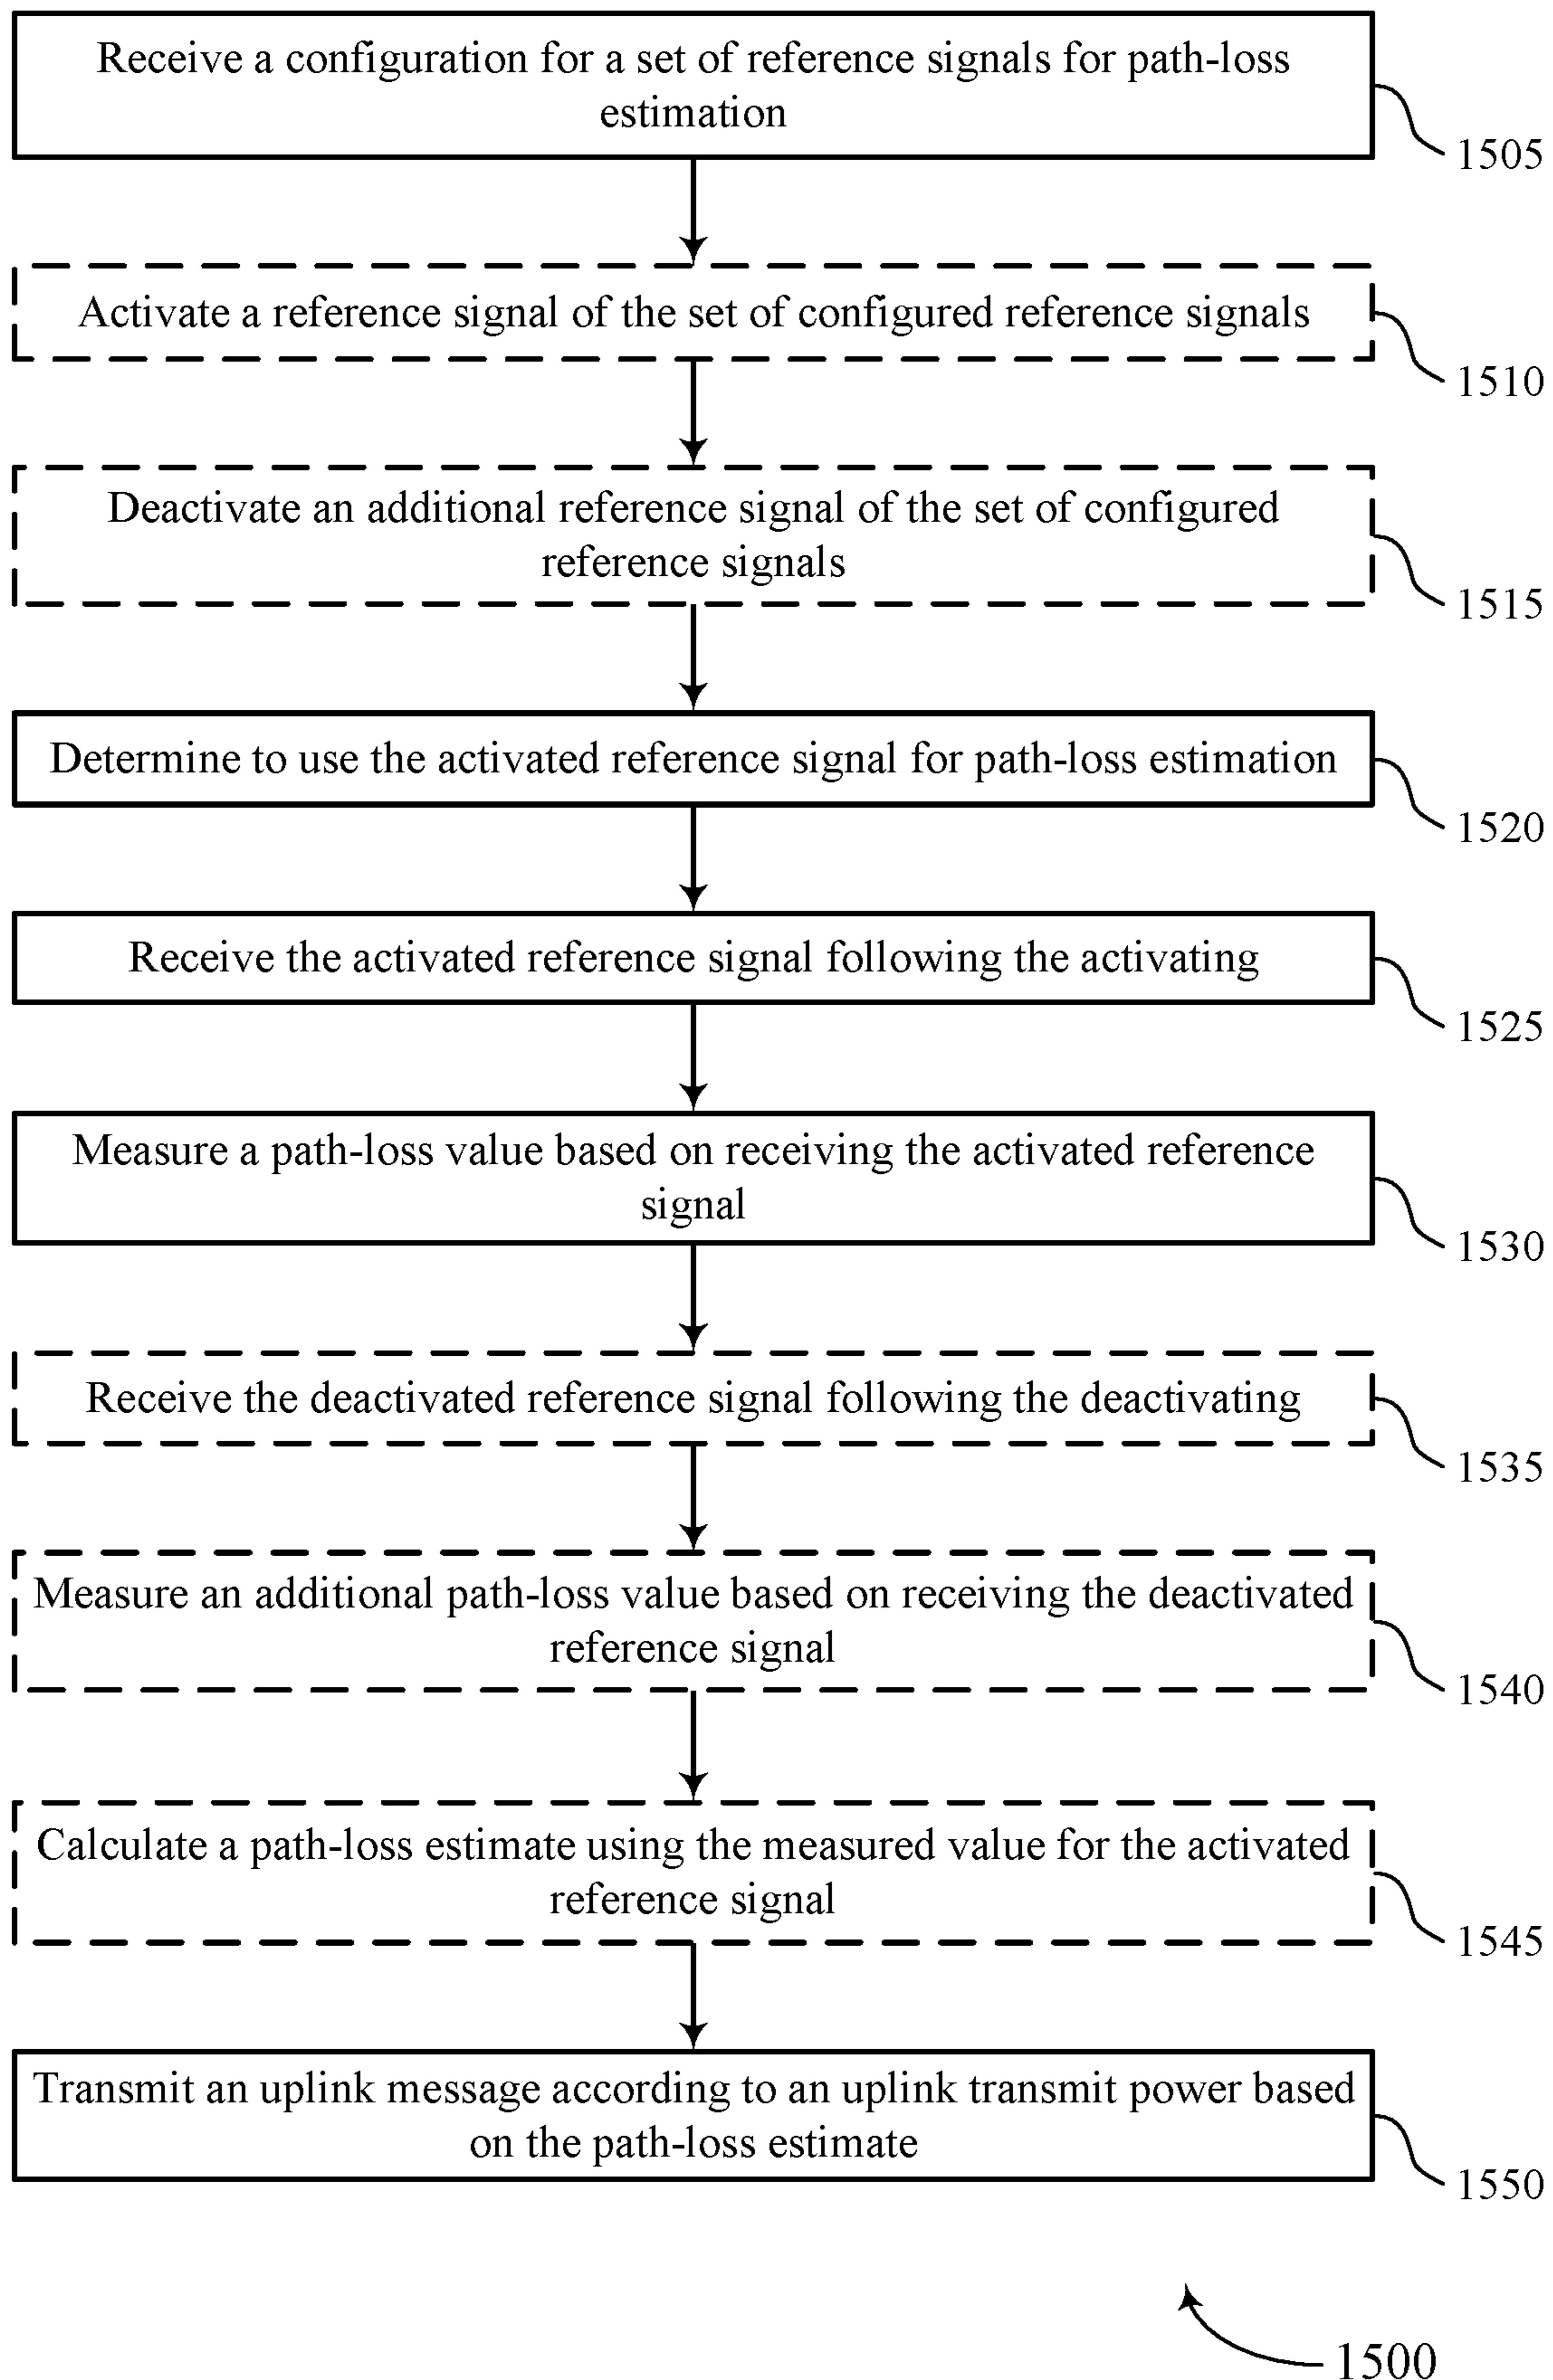 Receive a configuration for a set of reference signals for path-loss
estimation
1505
Activate a reference signal of the set of configured reference signals
1510
Deactivate an additional reference signal of the set of configured
reference signals
1515
Determine to use the activated reference signal for path-loss estimation
1520
Receive the activated reference signal following the activating
1525
Measure a path-loss value based on receiving the activated reference
signal
1530
Receive the deactivated reference signal following the deactivating
1535
Measure an additional path-loss value based on receiving the deactivated
reference signal
1540
Calculate a path-loss estimate using the measured value for the activated
reference signal
1545
Transmit an uplink message according to an uplink transmit power based
on the path-loss estimate
1550
1500